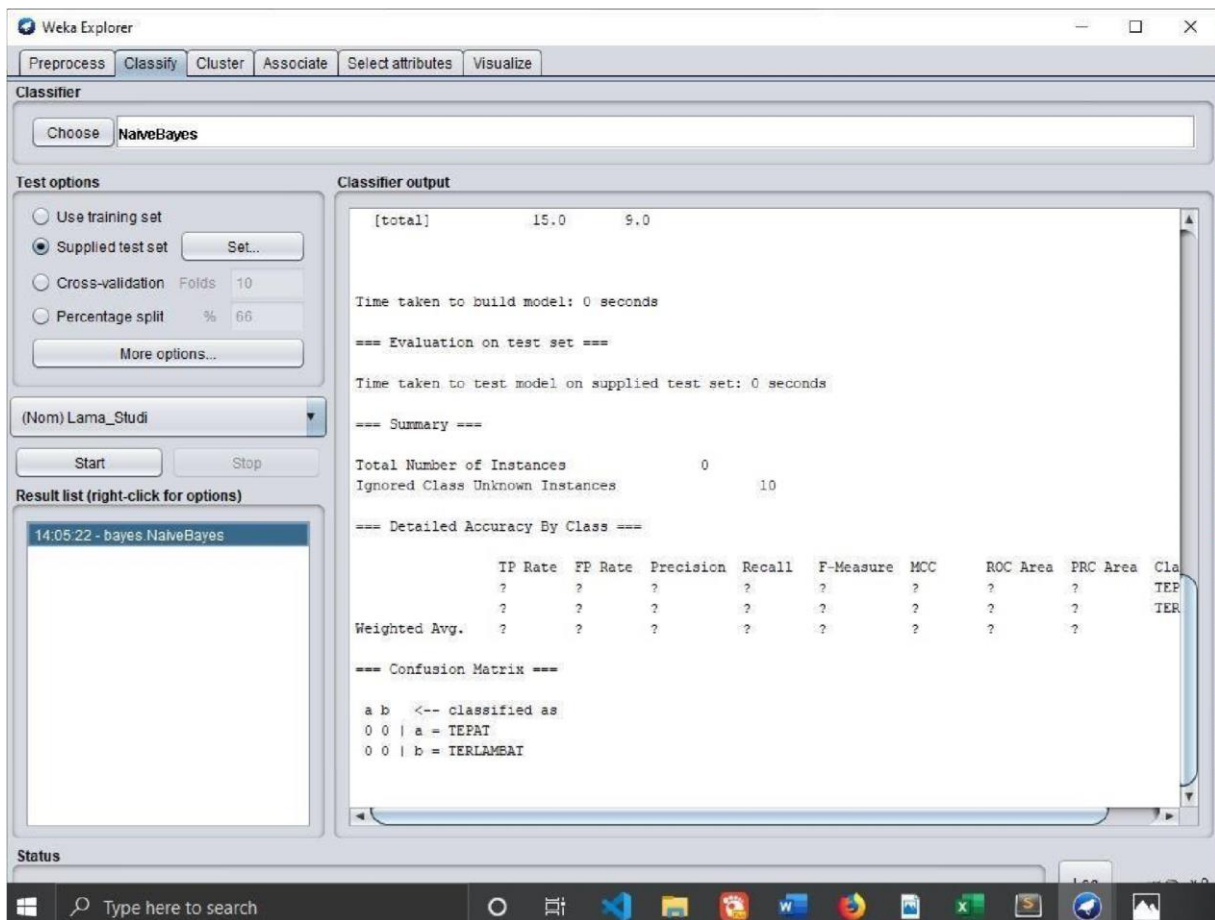 Weka Explorer
Preprocess Classify Cluster Associate Select attributes Visualize
Classifier
Choose NaiveBayes
Test options
Use training set
Supplied test set Set...
Cross-validation Folds 10
Percentage split % 66
More options...
(Nom) Lama_Studi
Start Stop
Result list (right-click for options)
14:05:22 - bayes.NaiveBayes
Classifier output
[total] 15.0 9.0
Time taken to build model: 0 seconds
=== Evaluation on test set ===
Time taken to test model on supplied test set: 0 seconds
=== Summary ===
Total Number of Instances 0
Ignored Class Unknown Instances 10
=== Detailed Accuracy By Class ===
TP Rate FP Rate Precision Recall F-Measure MCC ROC Area PRC Area Cla
? ? ? ? ? ? ? ? TEP
? ? ? ? ? ? ? ? TER
Weighted Avg. ? ? ? ? ? ? ? ?
=== Confusion Matrix ===
a b <-- classified as
0 0 | a = TEPAT
0 0 | b = TERLAMBAT
Status
Type here to search